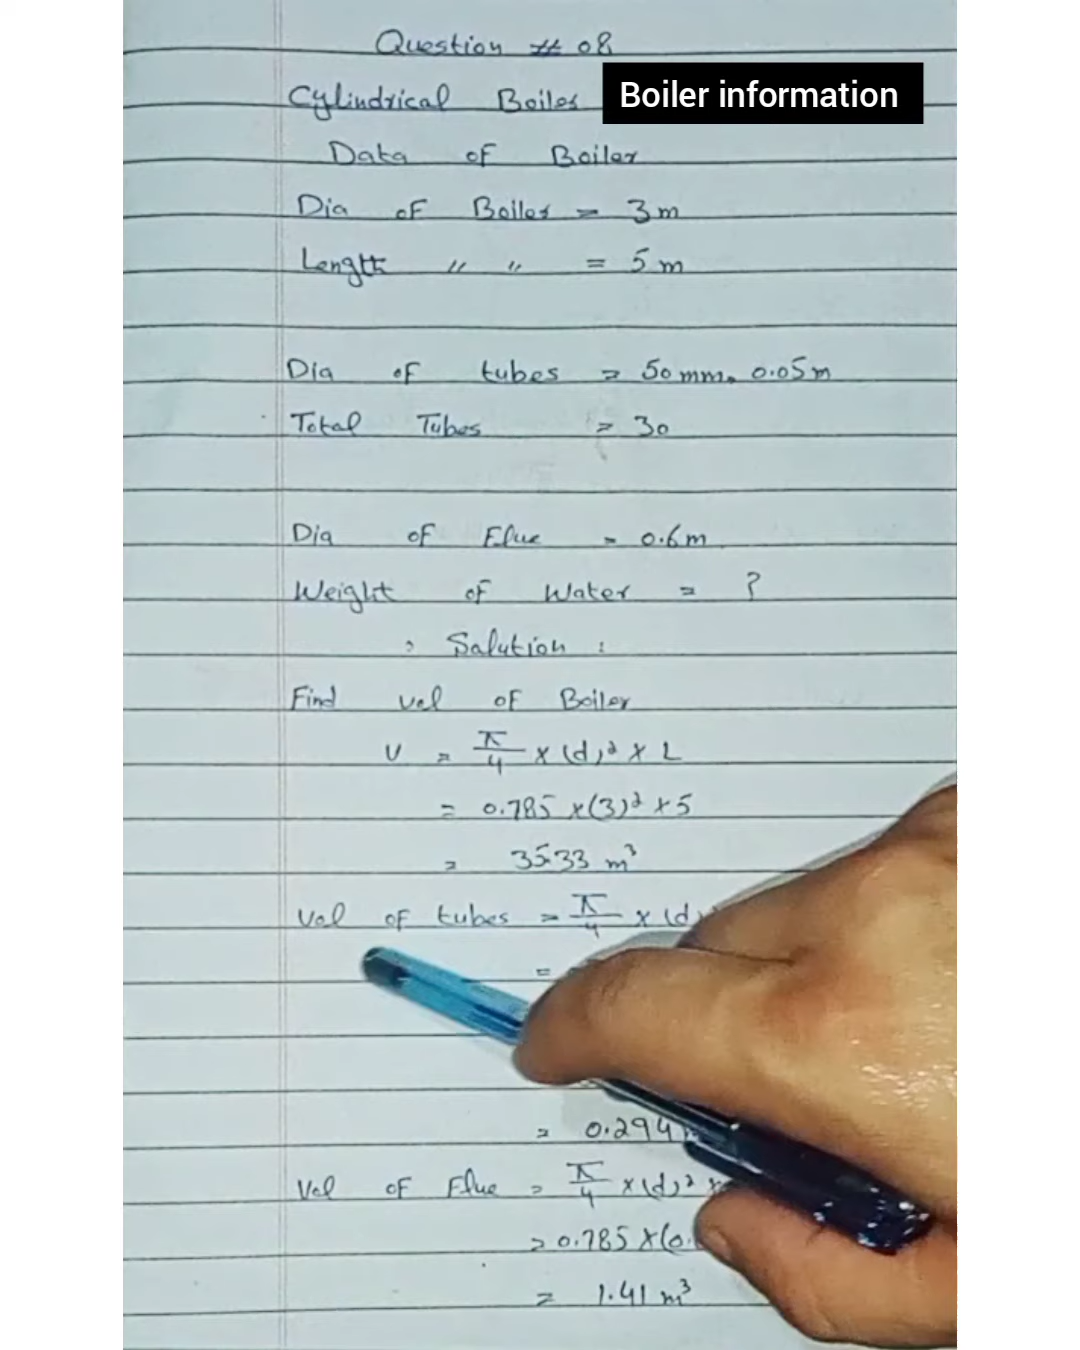 Question # 08
Cylindrical Boiler
Boiler information
Data of Boiler
Dia of Boiler = 3m
Length " " = 5m
Dia of tubes = 50mm, 0.05m
Total Tubes = 30
Dia of Flue = 0.6m
Weight of Water = ?
: Salution :
Find vol of Boiler
V = π/4 × (d)² × L
= 0.785 × (3)² × 5
= 35.33 m³
Vol of tubes = π/4 × (d)
=
= 0.294
Vol of Flue = π/4 × (d)² ×
= 0.785 × (0.
= 1.41 m³